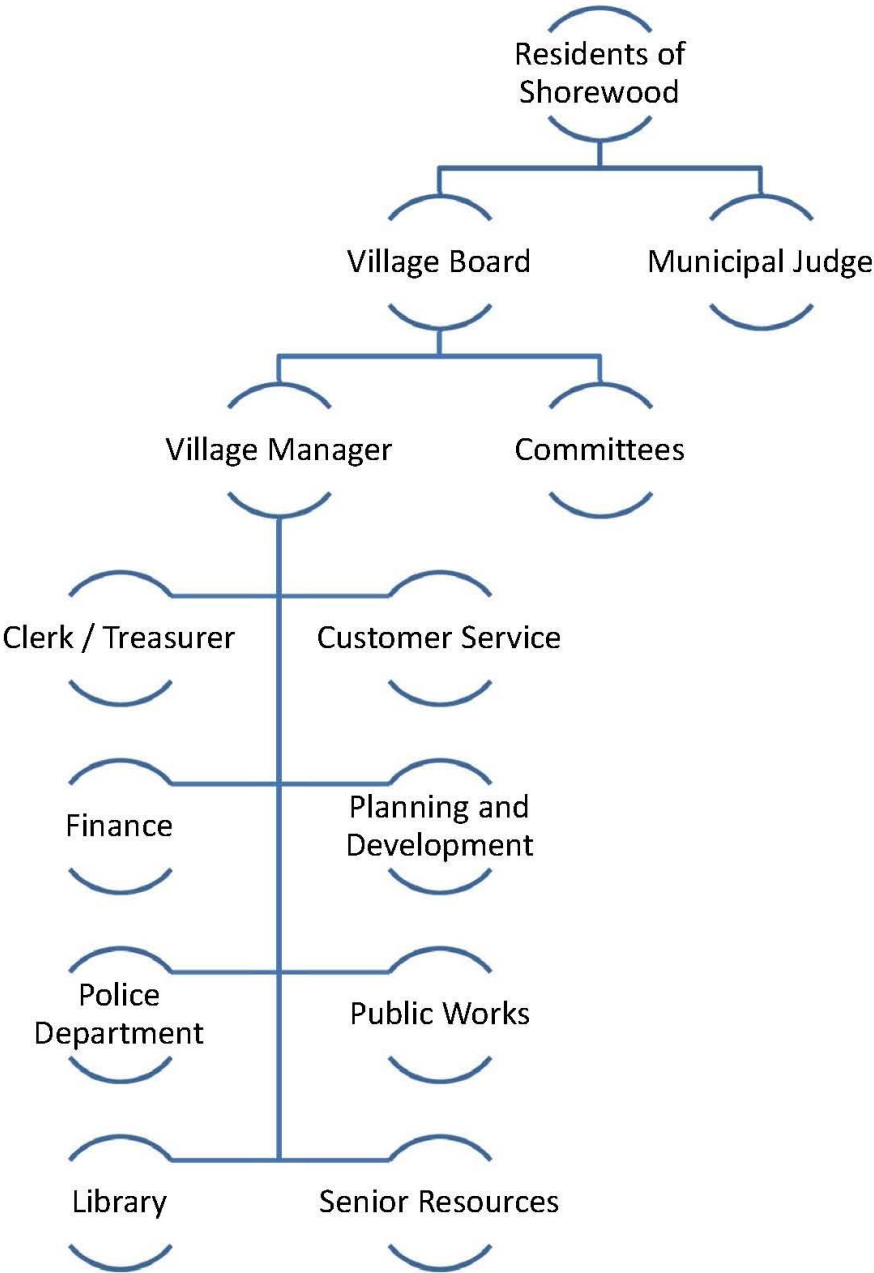 Residents of
Shorewood
Village Board
Municipal Judge
Village Manager
Committees
Clerk / Treasurer
Customer Service
Finance
Planning and
Development
Police
Department
Public Works
Library
Senior Resources